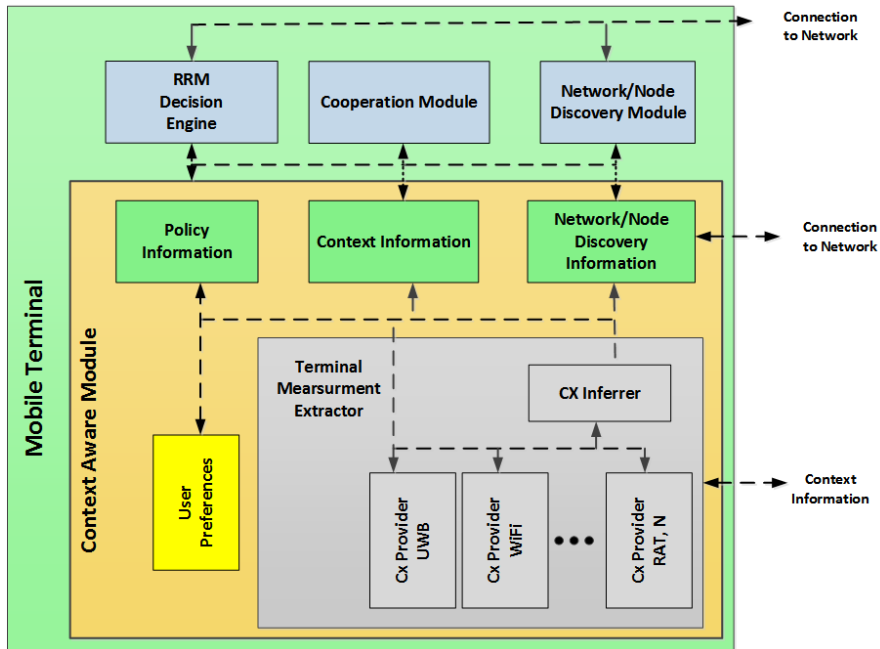 Connection
to Network
RRM
Decision
Engine
Cooperation Module
Network/Node
Discovery Module
Policy
Information
Context Information
Network/Node
Discovery
Information
Connection
to Network
Mobile Terminal
Context Aware Module
Terminal
Mearsurment
Extractor
CX Inferrer
User
Preferences
Cx Provider
UWB
Cx Provider
WiFi
Cx Provider
RAT, N
Context
Information